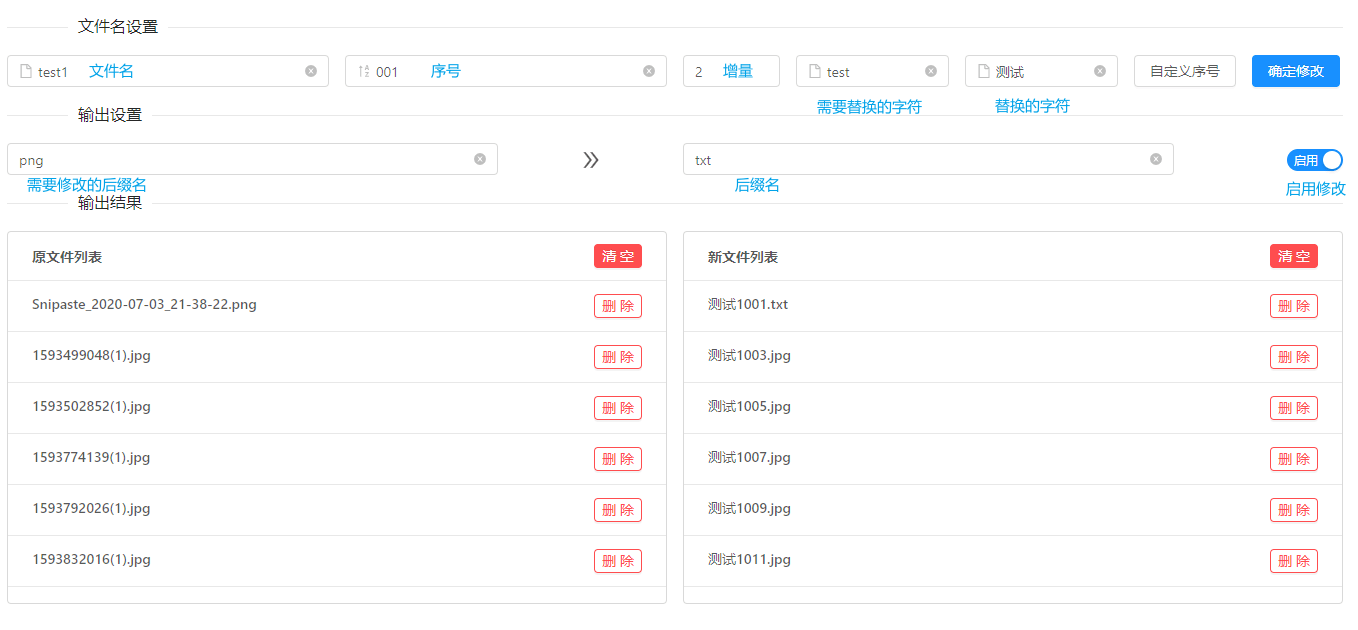 文件名设置
test1 文件名 001 序号 2 增量 test 测试 自定义序号 确定修改
需要替换的字符 替换的字符
输出设置
png txt 启用
需要修改的后缀名 后缀名 启用修改
输出结果
原文件列表 清空 新文件列表 清空
Snipaste_2020-07-03_21-38-22.png 删除 测试1001.txt 删除
1593499048(1).jpg 删除 测试1003.jpg 删除
1593502852(1).jpg 删除 测试1005.jpg 删除
1593774139(1).jpg 删除 测试1007.jpg 删除
1593792026(1).jpg 删除 测试1009.jpg 删除
1593832016(1).jpg 删除 测试1011.jpg 删除